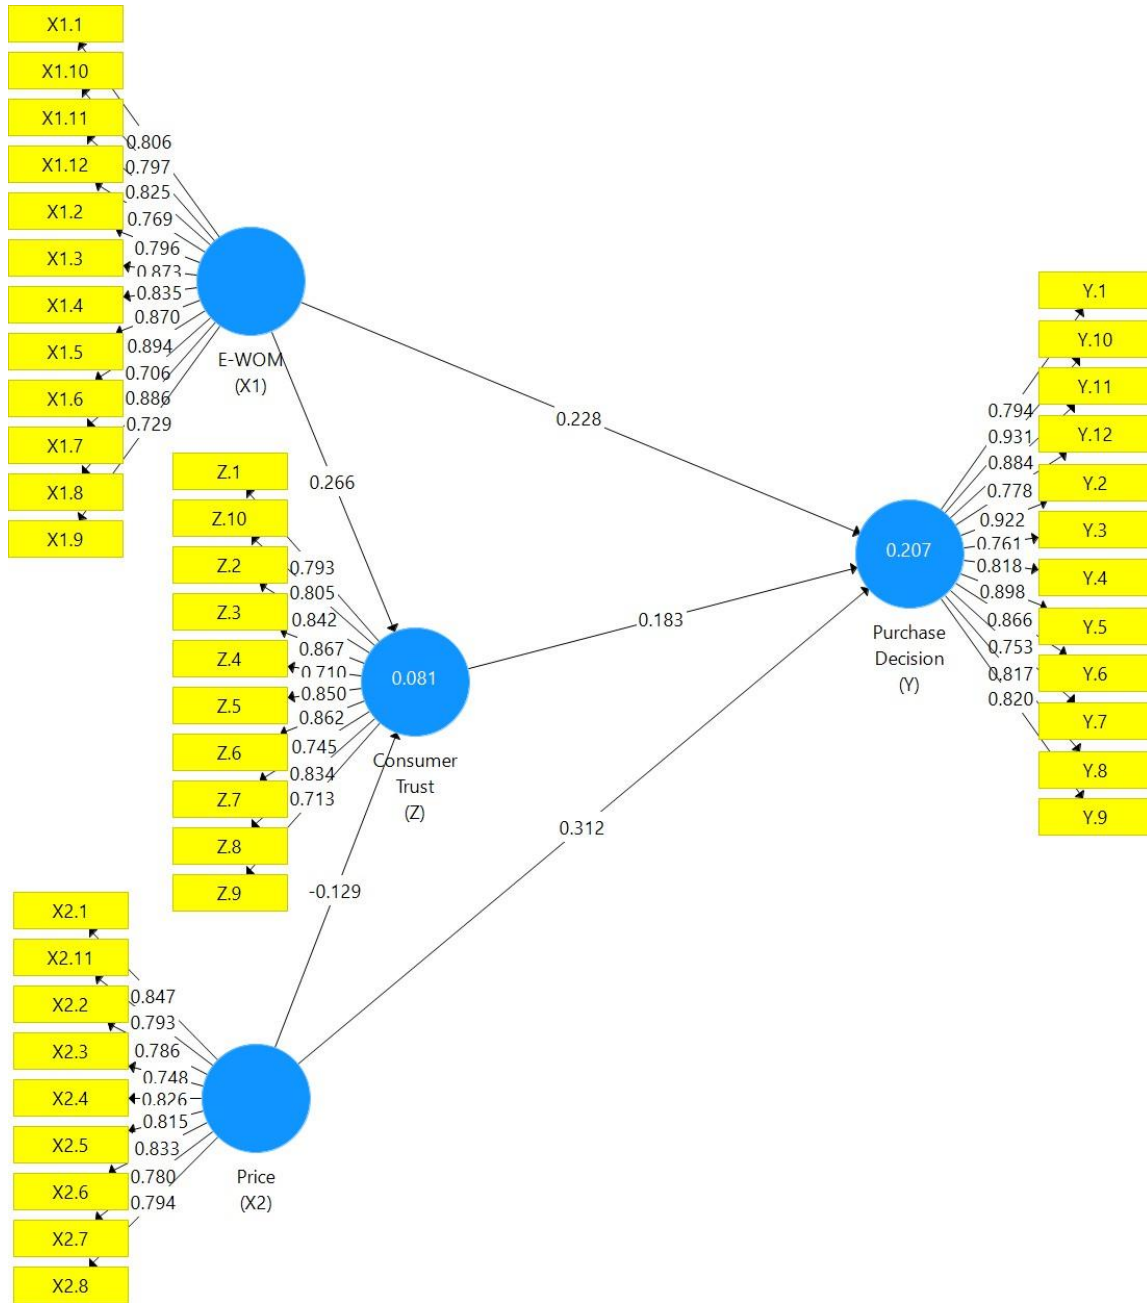 X1.1
X1.10
X1.11
X1.12
X1.2
X1.3
X1.4
X1.5
X1.6
X1.7
X1.8
X1.9
0.806
0.797
0.825
0.769
0.796
0.873
0.835
0.870
0.894
0.706
0.886
0.729
E-WOM
(X1)
0.228
0.266
Z.1
Z.10
Z.2
Z.3
Z.4
Z.5
Z.6
Z.7
Z.8
Z.9
0.793
0.805
0.842
0.867
0.710
0.850
0.862
0.745
0.834
0.713
0.081
Consumer
Trust
(Z)
0.183
-0.129
0.312
X2.1
X2.11
X2.2
X2.3
X2.4
X2.5
X2.6
X2.7
X2.8
0.847
0.793
0.786
0.748
0.826
0.815
0.833
0.780
0.794
Price
(X2)
0.207
Purchase
Decision
(Y)
0.794
0.931
0.884
0.778
0.922
0.761
0.818
0.898
0.866
0.753
0.817
0.820
Y.1
Y.10
Y.11
Y.12
Y.2
Y.3
Y.4
Y.5
Y.6
Y.7
Y.8
Y.9